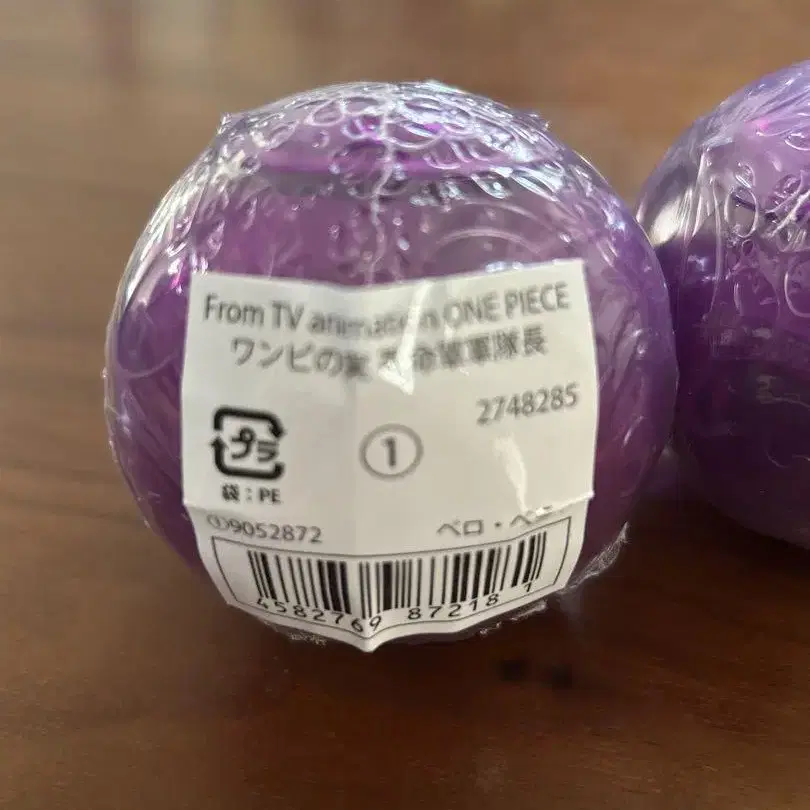 From TV animation ONE PIECE
ワンピの実 革命軍軍隊長
2748285
プラ
①
袋：PE
①9052872
ベロ・ベ
4582769 87218 1